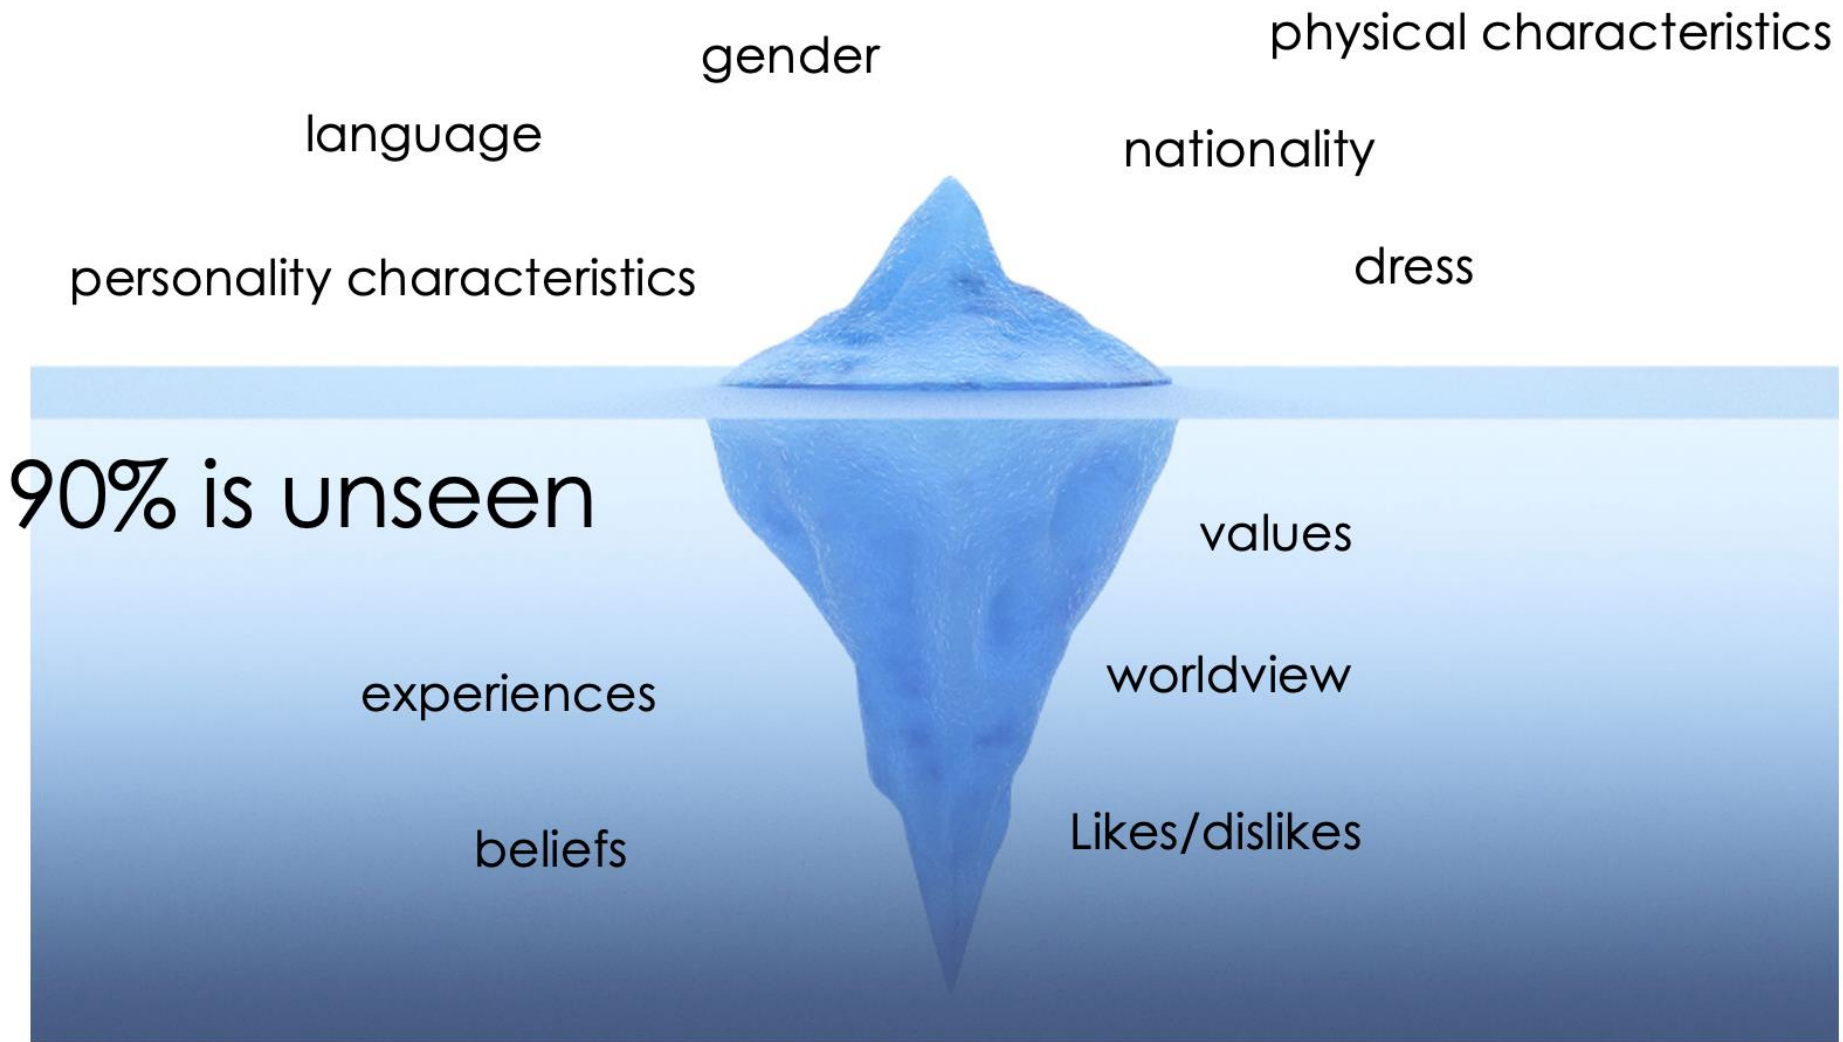 physical characteristics
gender
language
nationality
personality characteristics
dress
90% is unseen
values
experiences
worldview
beliefs
Likes/dislikes